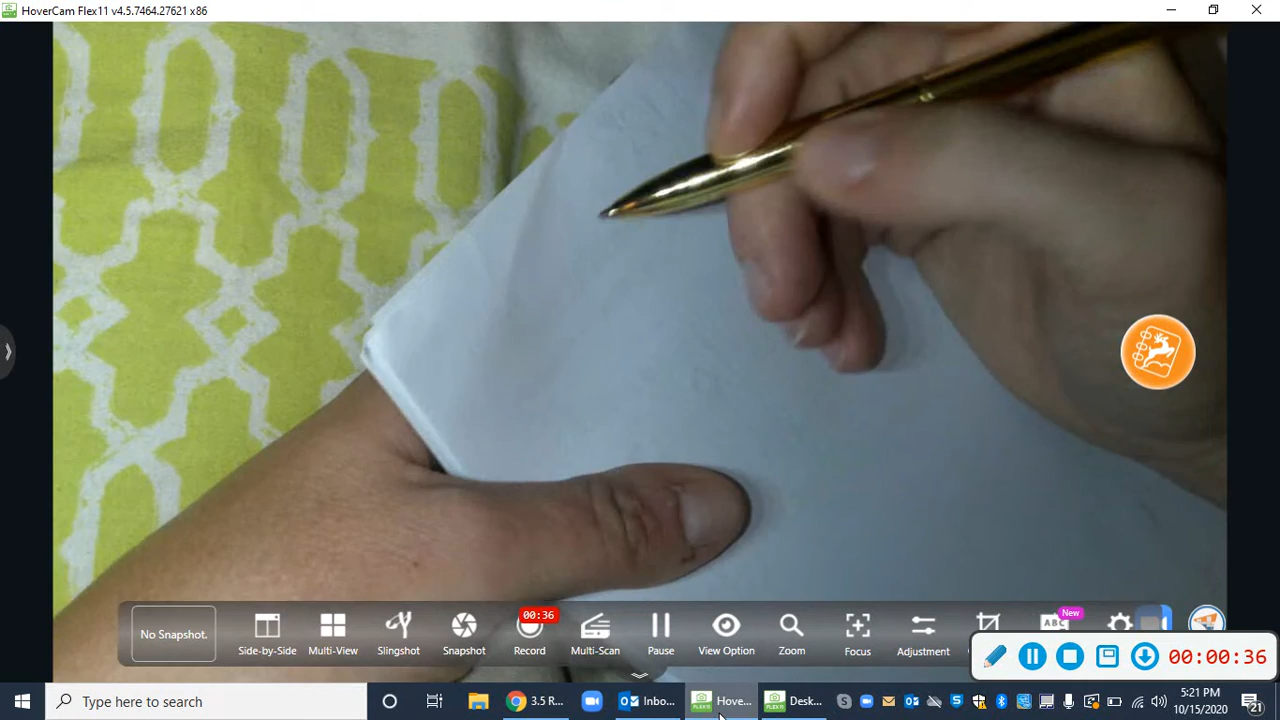 HoverCam Flex11 v4.5.7464.27621 x86
No Snapshot.
Side-by-Side
Multi-View
Slingshot
Snapshot
00:36
Record
Multi-Scan
Pause
View Option
Zoom
Focus
Adjustment
New
ABC
00:00:36
Type here to search
3.5 R...
Inbo...
Hove...
Desk...
5:21 PM
10/15/2020
21